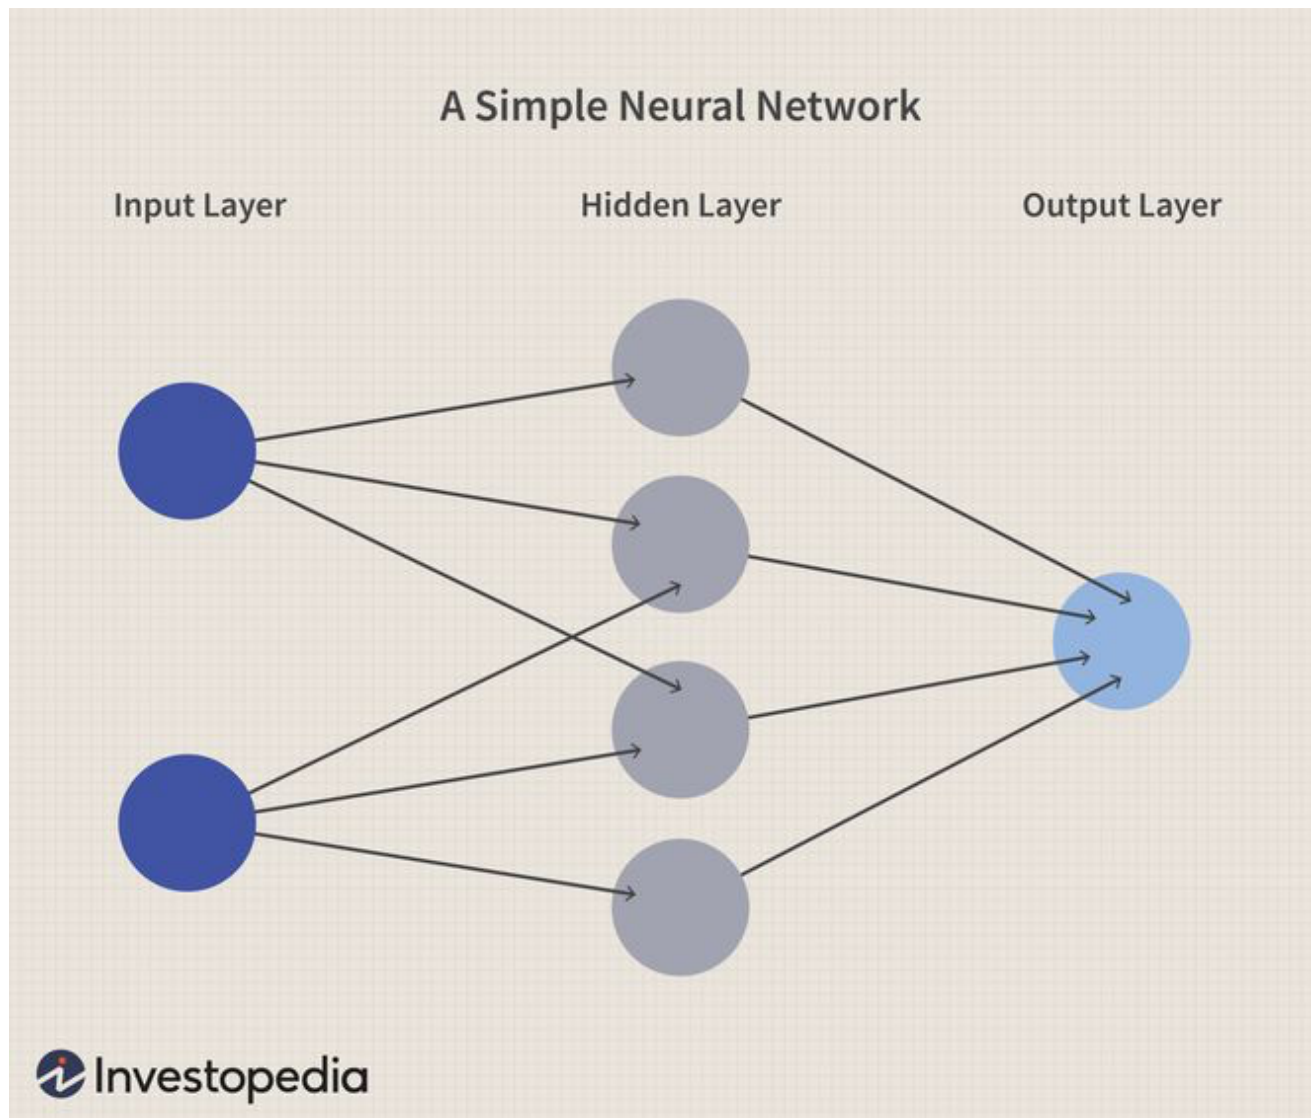 A Simple Neural Network
Input Layer Hidden Layer Output Layer
Investopedia